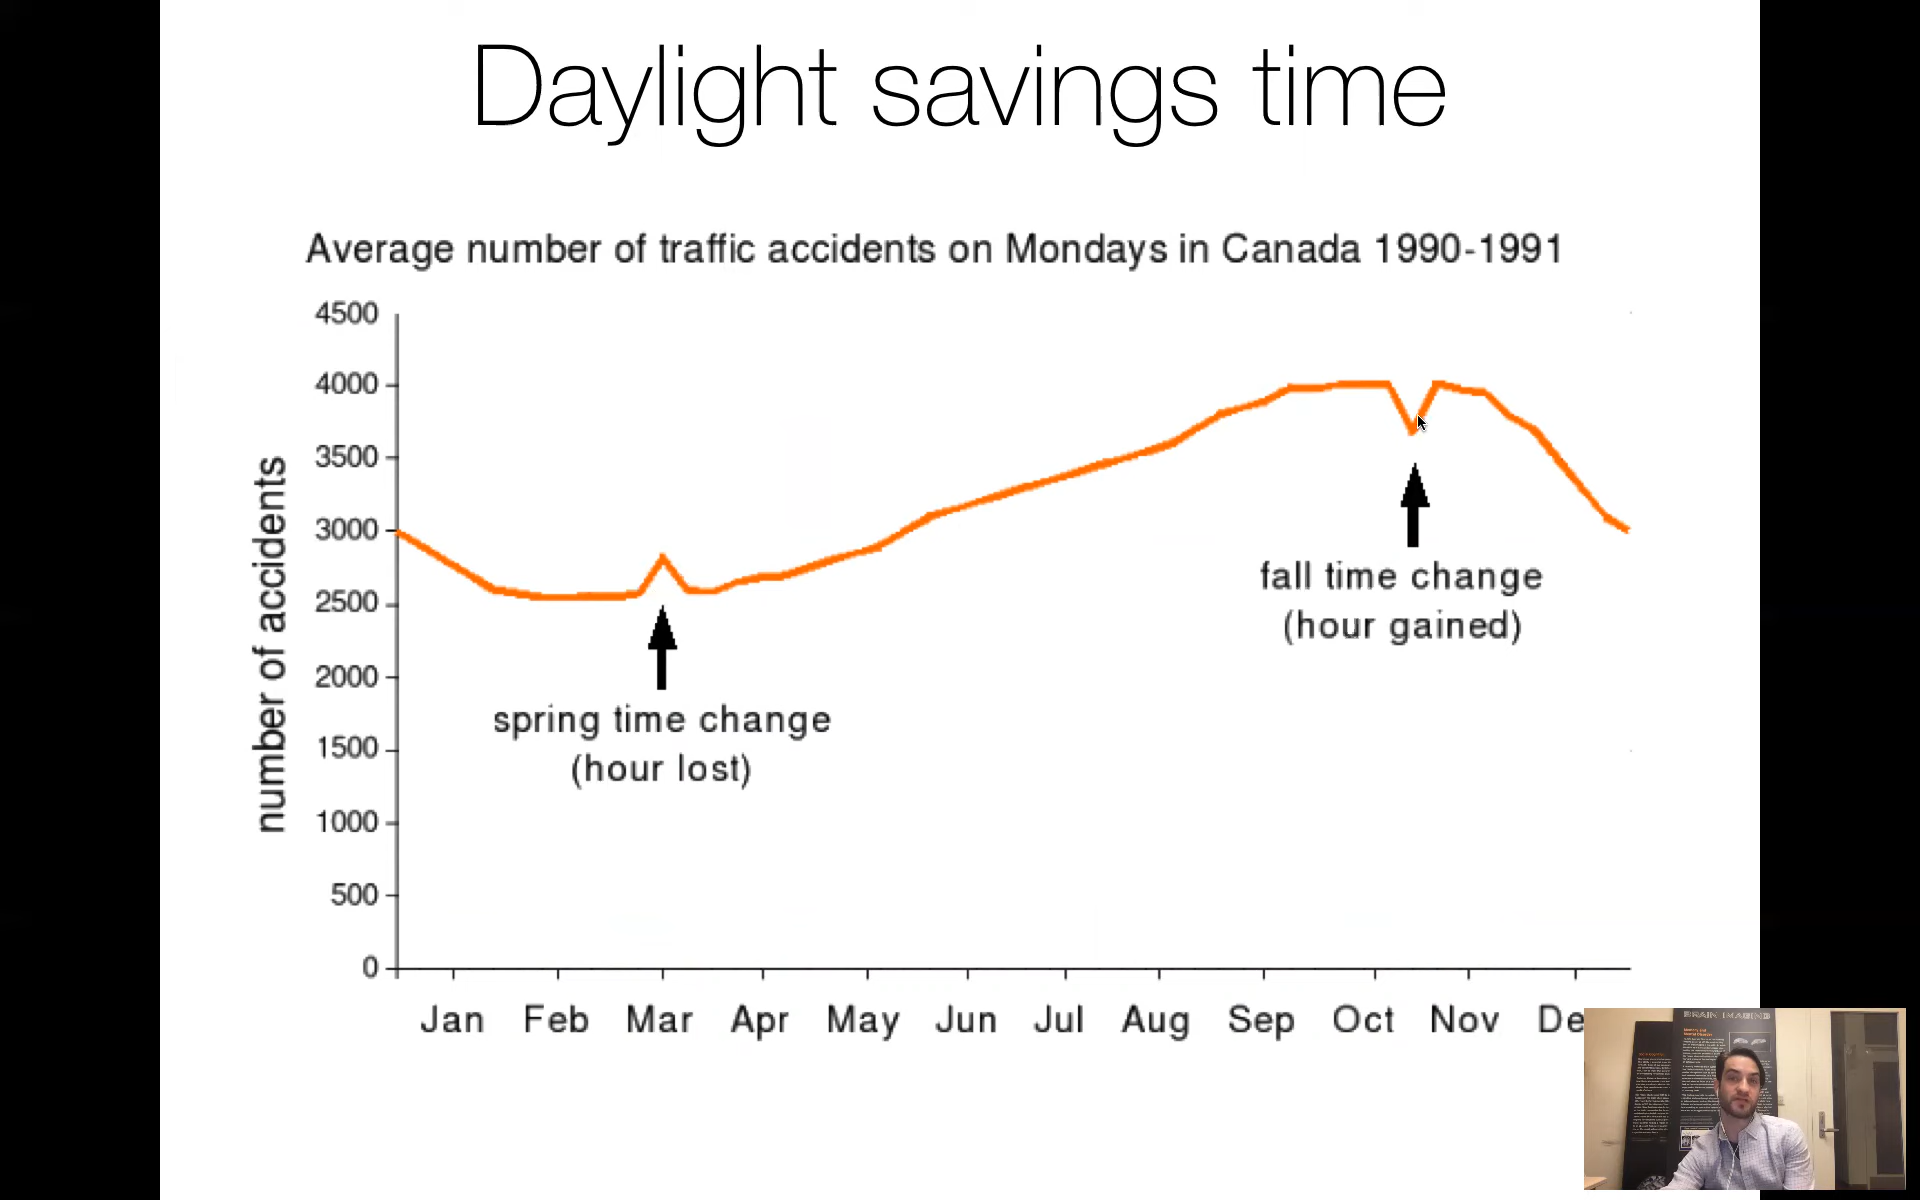 Daylight savings time
Average number of traffic accidents on Mondays in Canada 1990-1991
number of accidents
4500
4000
3500
3000
2500
2000
1500
1000
500
0
spring time change
(hour lost)
fall time change
(hour gained)
Jan Feb Mar Apr May Jun Jul Aug Sep Oct Nov De
BRAIN IMAGING